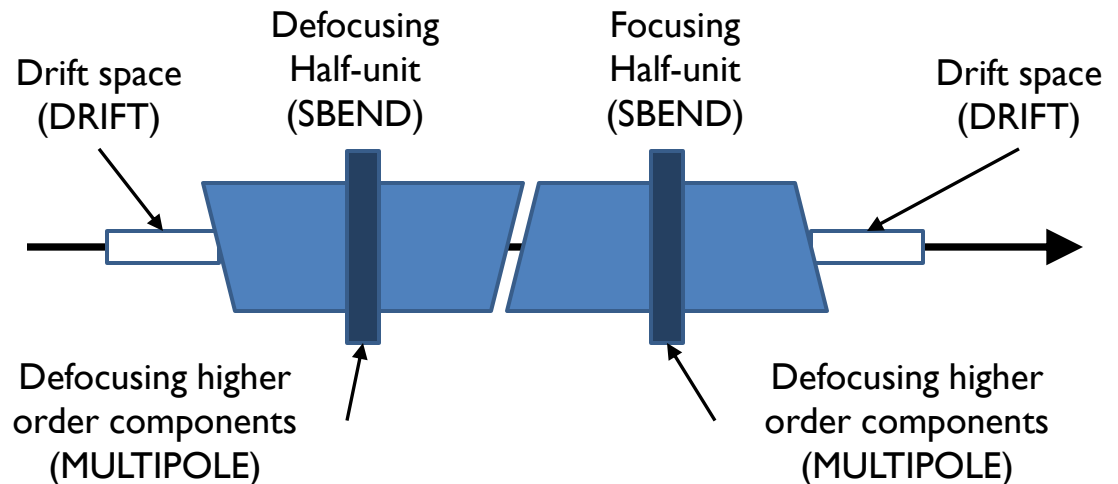 Defocusing
Half-unit
(SBEND)
Focusing
Half-unit
(SBEND)
Drift space
(DRIFT)
Drift space
(DRIFT)
Defocusing higher
order components
(MULTIPOLE)
Defocusing higher
order components
(MULTIPOLE)